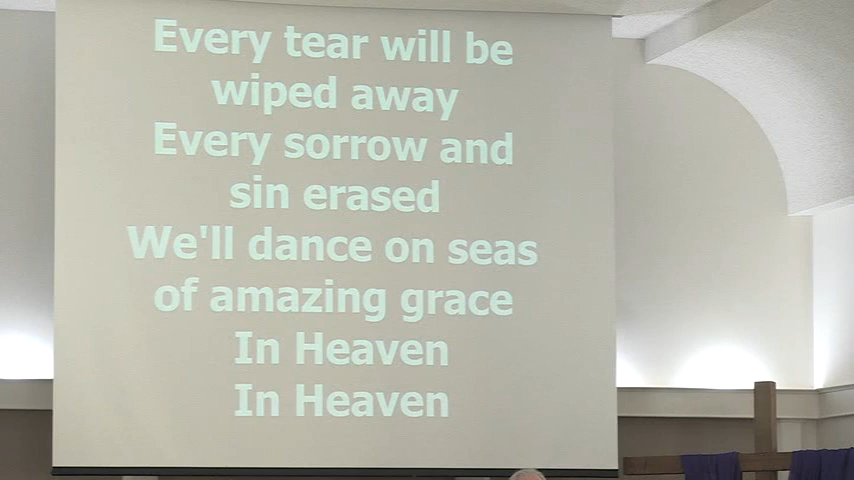 Every tear will be
wiped away
Every sorrow and
sin erased
We'll dance on seas
of amazing grace
In Heaven
In Heaven